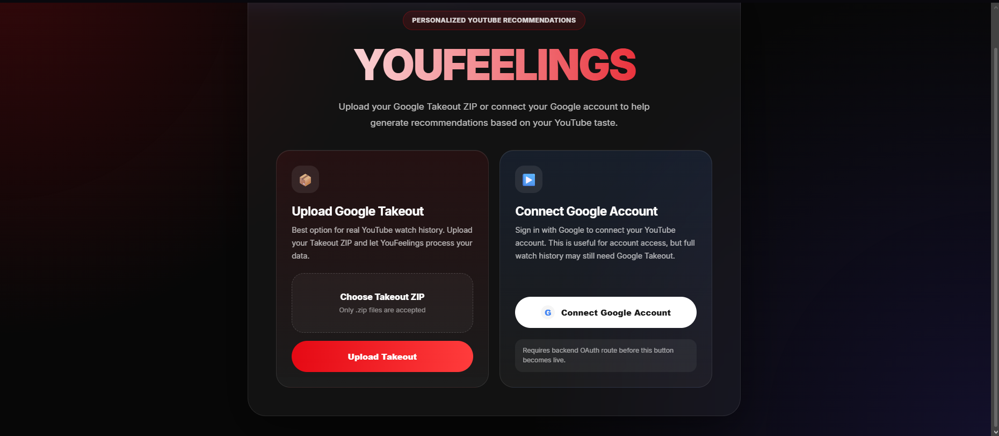 PERSONALIZED YOUTUBE RECOMMENDATIONS
YOUFEELINGS
Upload your Google Takeout ZIP or connect your Google account to help
generate recommendations based on your YouTube taste.
Upload Google Takeout
Best option for real YouTube watch history. Upload
your Takeout ZIP and let YouFeelings process your
data.
Choose Takeout ZIP
Only .zip files are accepted
Upload Takeout
Connect Google Account
Sign in with Google to connect your YouTube
account. This is useful for account access, but full
watch history may still need Google Takeout.
G Connect Google Account
Requires backend OAuth route before this button
becomes live.